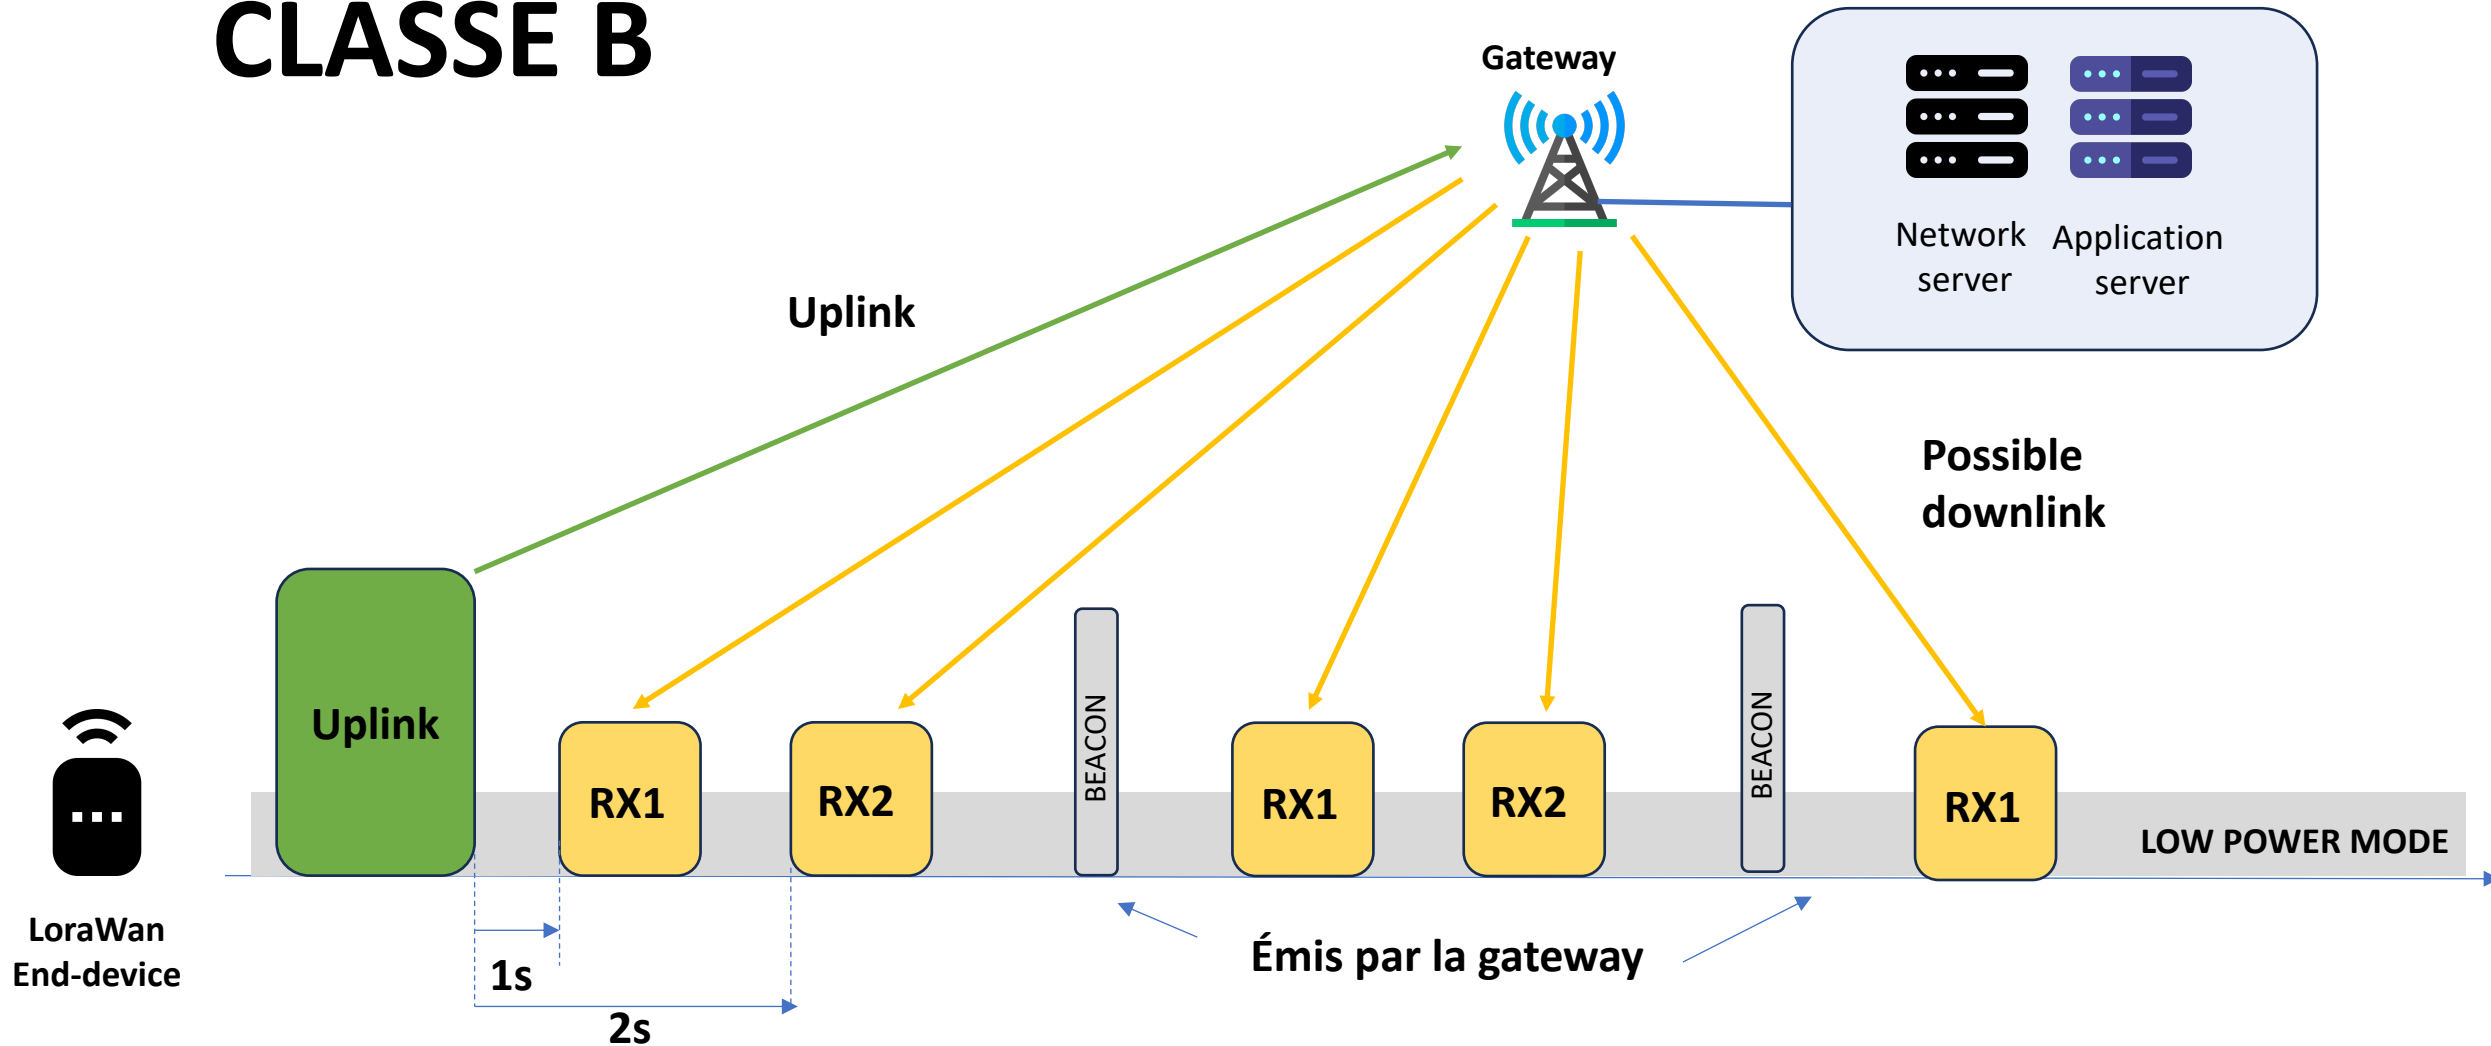 CLASSE B
Gateway
Network
server
Application
server
Uplink
Possible
downlink
Uplink
RX1
RX2
BEACON
RX1
RX2
BEACON
RX1
LOW POWER MODE
LoraWan
End-device
1s
2s
Émis par la gateway